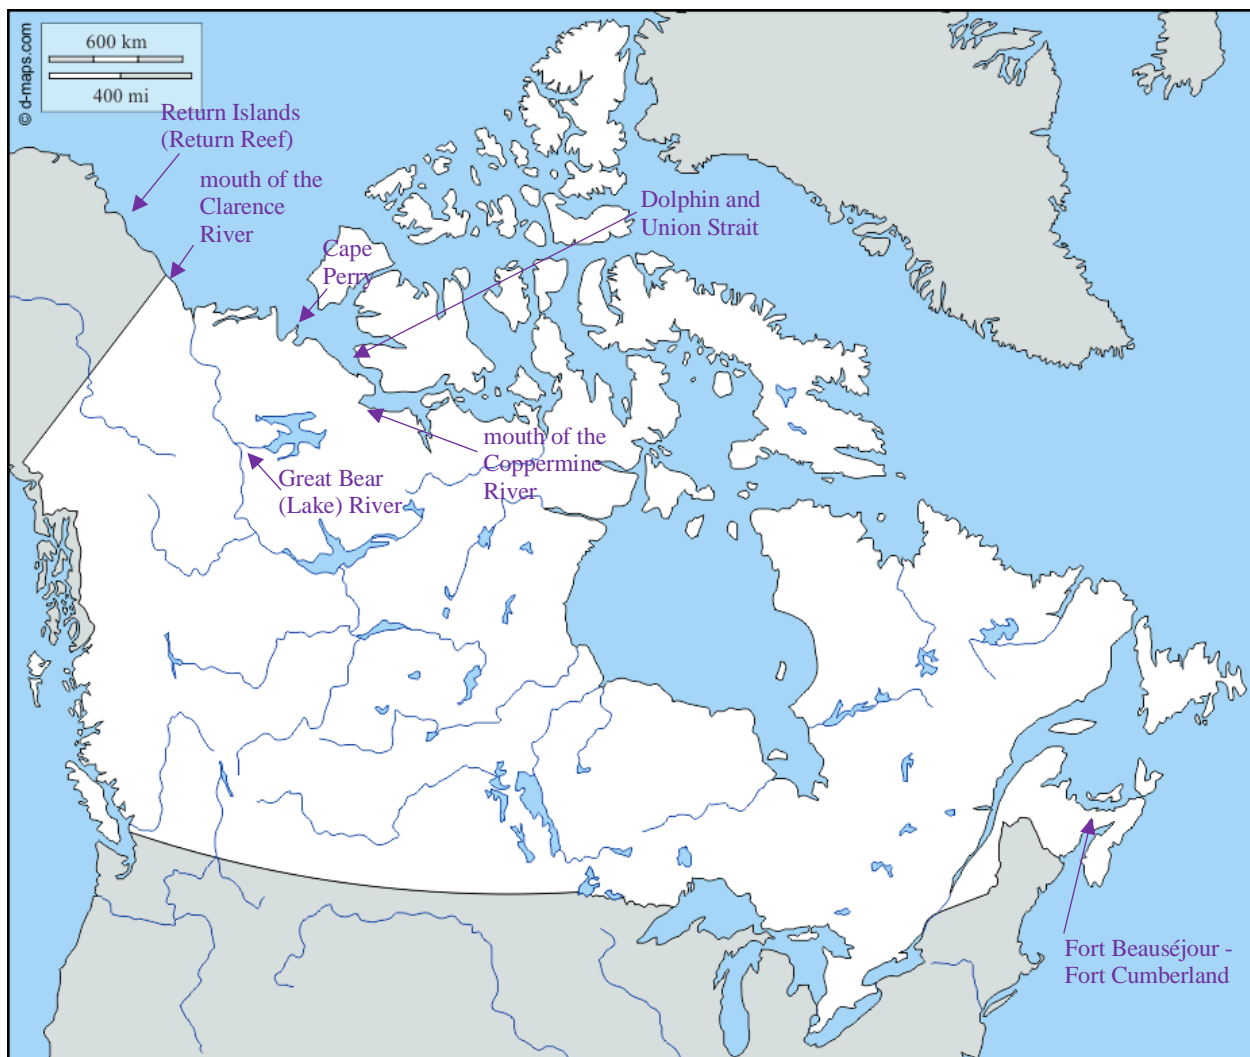 © d-maps.com
600 km
400 mi
Return Islands
(Return Reef)
mouth of the
Clarence
River
Cape
Perry
Dolphin and
Union Strait
mouth of the
Coppermine
River
Great Bear
(Lake) River
Fort Beauséjour -
Fort Cumberland